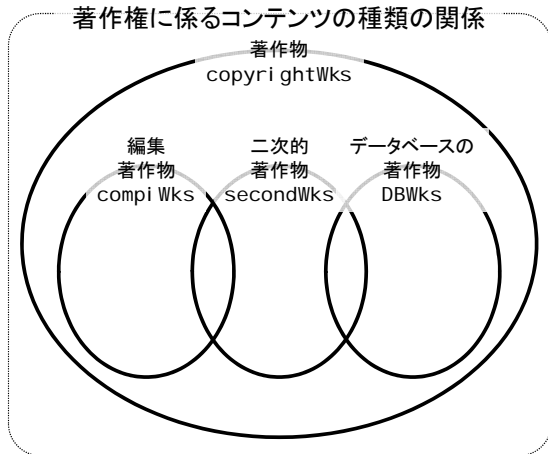 著作権に係るコンテンツの種類の関係
著作物
copyrightWks
編集
著作物
compiWks
二次的
著作物
secondWks
データベースの
著作物
DBWks